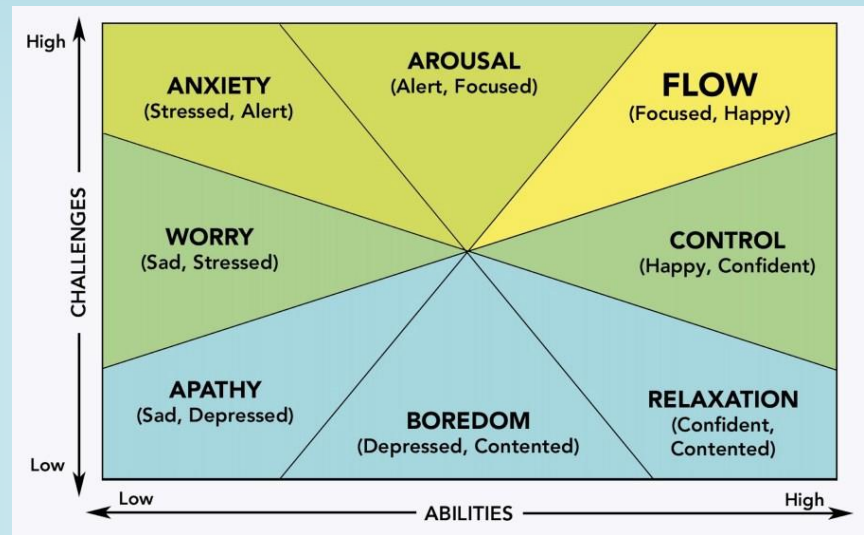 High
ANXIETY
(Stressed, Alert)
AROUSAL
(Alert, Focused)
FLOW
(Focused, Happy)
CHALLENGES
WORRY
(Sad, Stressed)
CONTROL
(Happy, Confident)
APATHY
(Sad, Depressed)
BOREDOM
(Depressed, Contented)
RELAXATION
(Confident,
Contented)
Low
Low
ABILITIES
High